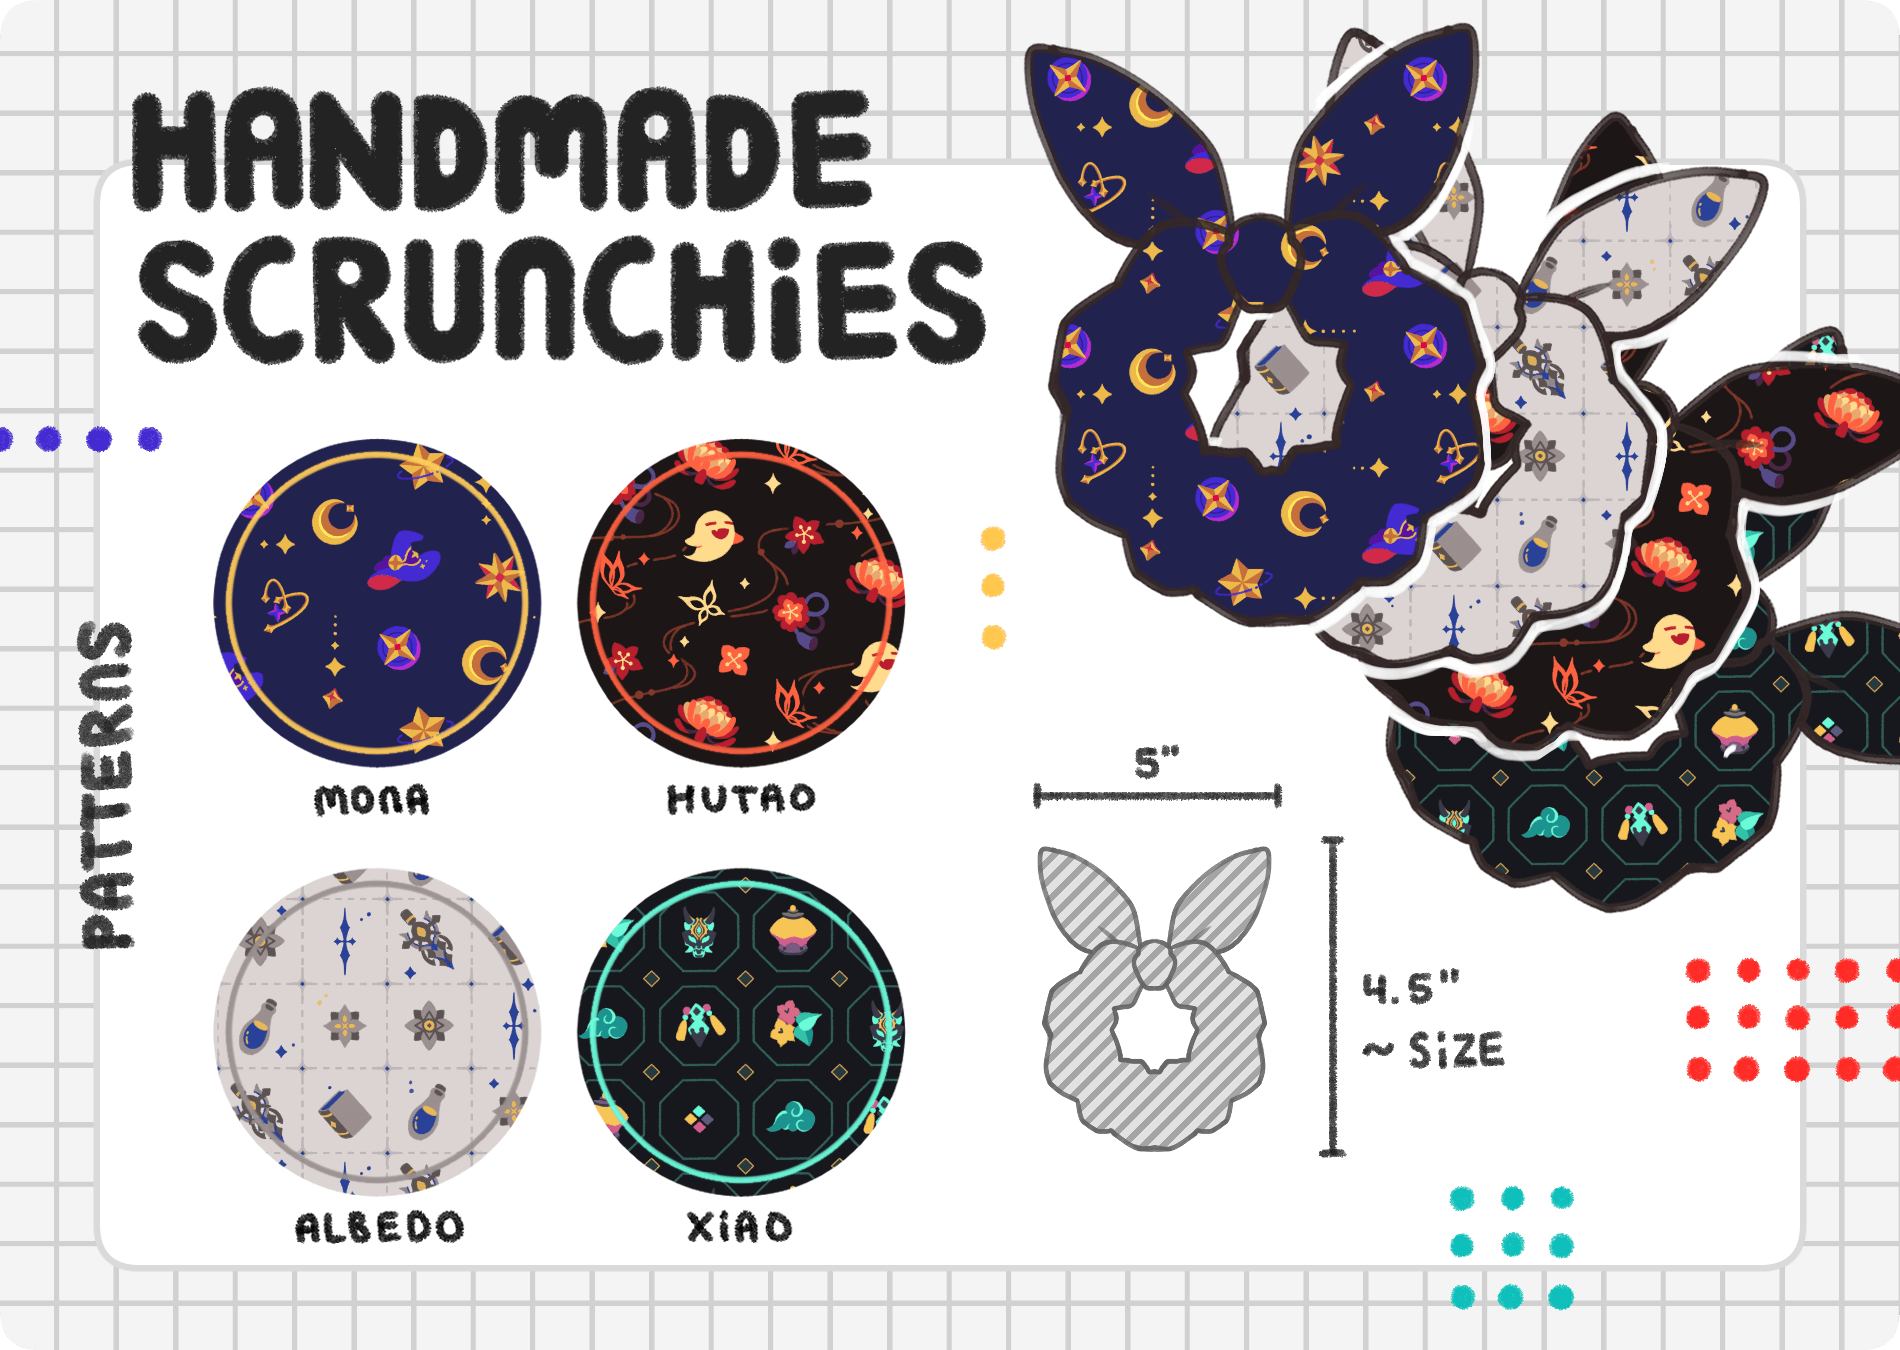 HANDMADE
SCRUNCHiES
PATTERNS
MONA
HUTAO
ALBEDO
XiAO
5"
4.5"
~ SiZE